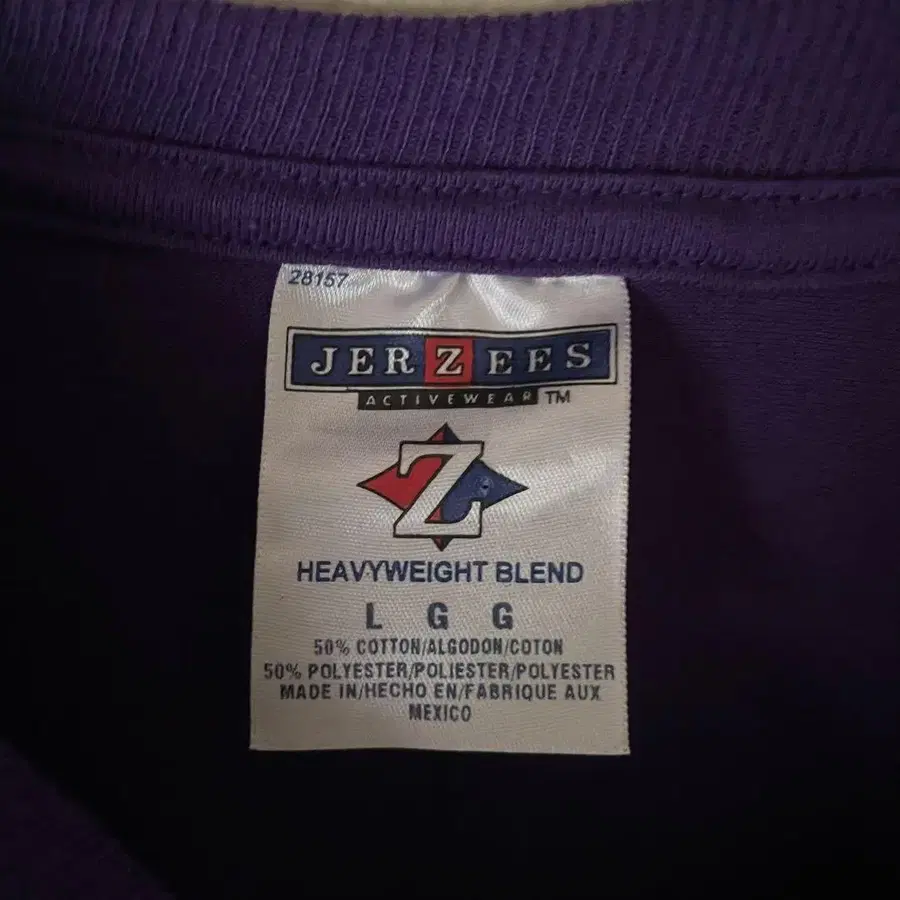 28157
JERZEES
ACTIVEWEAR TM
Z
HEAVYWEIGHT BLEND
L G G
50% COTTON/ALGODON/COTON
50% POLYESTER/POLIESTER/POLYESTER
MADE IN/HECHO EN/FABRIQUE AUX
MEXICO